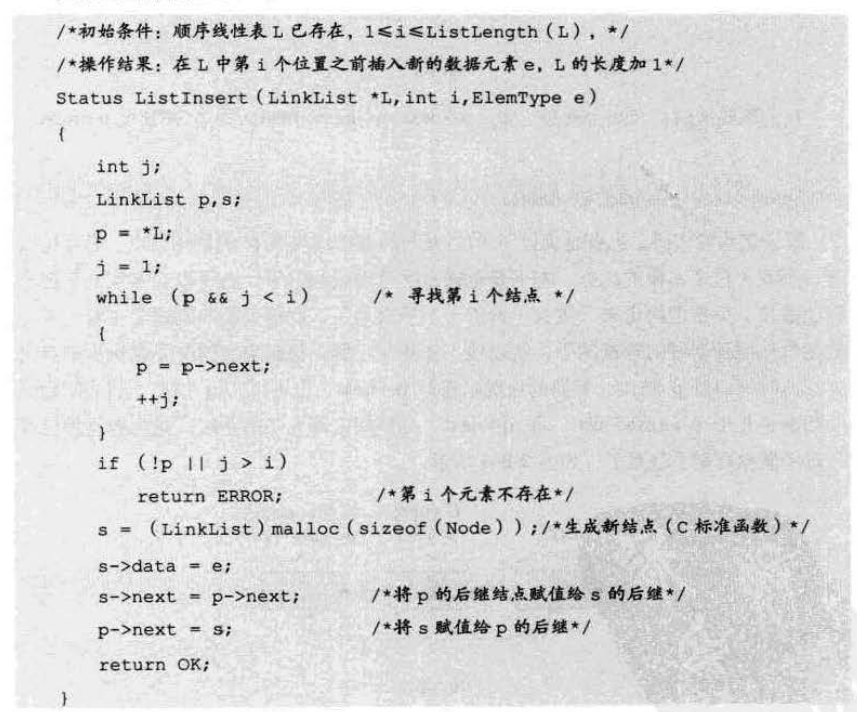 /*初始条件：顺序线性表 L 已存在，1≤i≤ListLength(L)，*/
/*操作结果：在 L 中第 i 个位置之前插入新的数据元素 e，L 的长度加 1*/
Status ListInsert(LinkList *L,int i,ElemType e)
{
    int j;
    LinkList p,s;
    p = *L;
    j = 1;
    while (p && j < i)    /* 寻找第 i 个结点 */
    {
        p = p->next;
        ++j;
    }
    if (!p || j > i)
        return ERROR;    /*第 i 个元素不存在*/
    s = (LinkList)malloc(sizeof(Node));/*生成新结点(C 标准函数)*/
    s->data = e;
    s->next = p->next;    /*将 p 的后继结点赋值给 s 的后继*/
    p->next = s;    /*将 s 赋值给 p 的后继*/
    return OK;
}